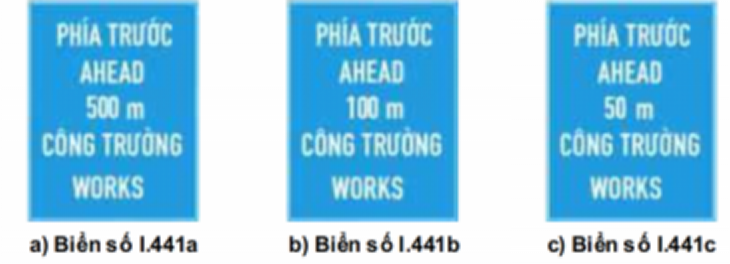 PHÍA TRƯỚC
AHEAD
500 m
CÔNG TRƯỜNG
WORKS
a) Biển số I.441a
PHÍA TRƯỚC
AHEAD
100 m
CÔNG TRƯỜNG
WORKS
b) Biển số I.441b
PHÍA TRƯỚC
AHEAD
50 m
CÔNG TRƯỜNG
WORKS
c) Biển số I.441c